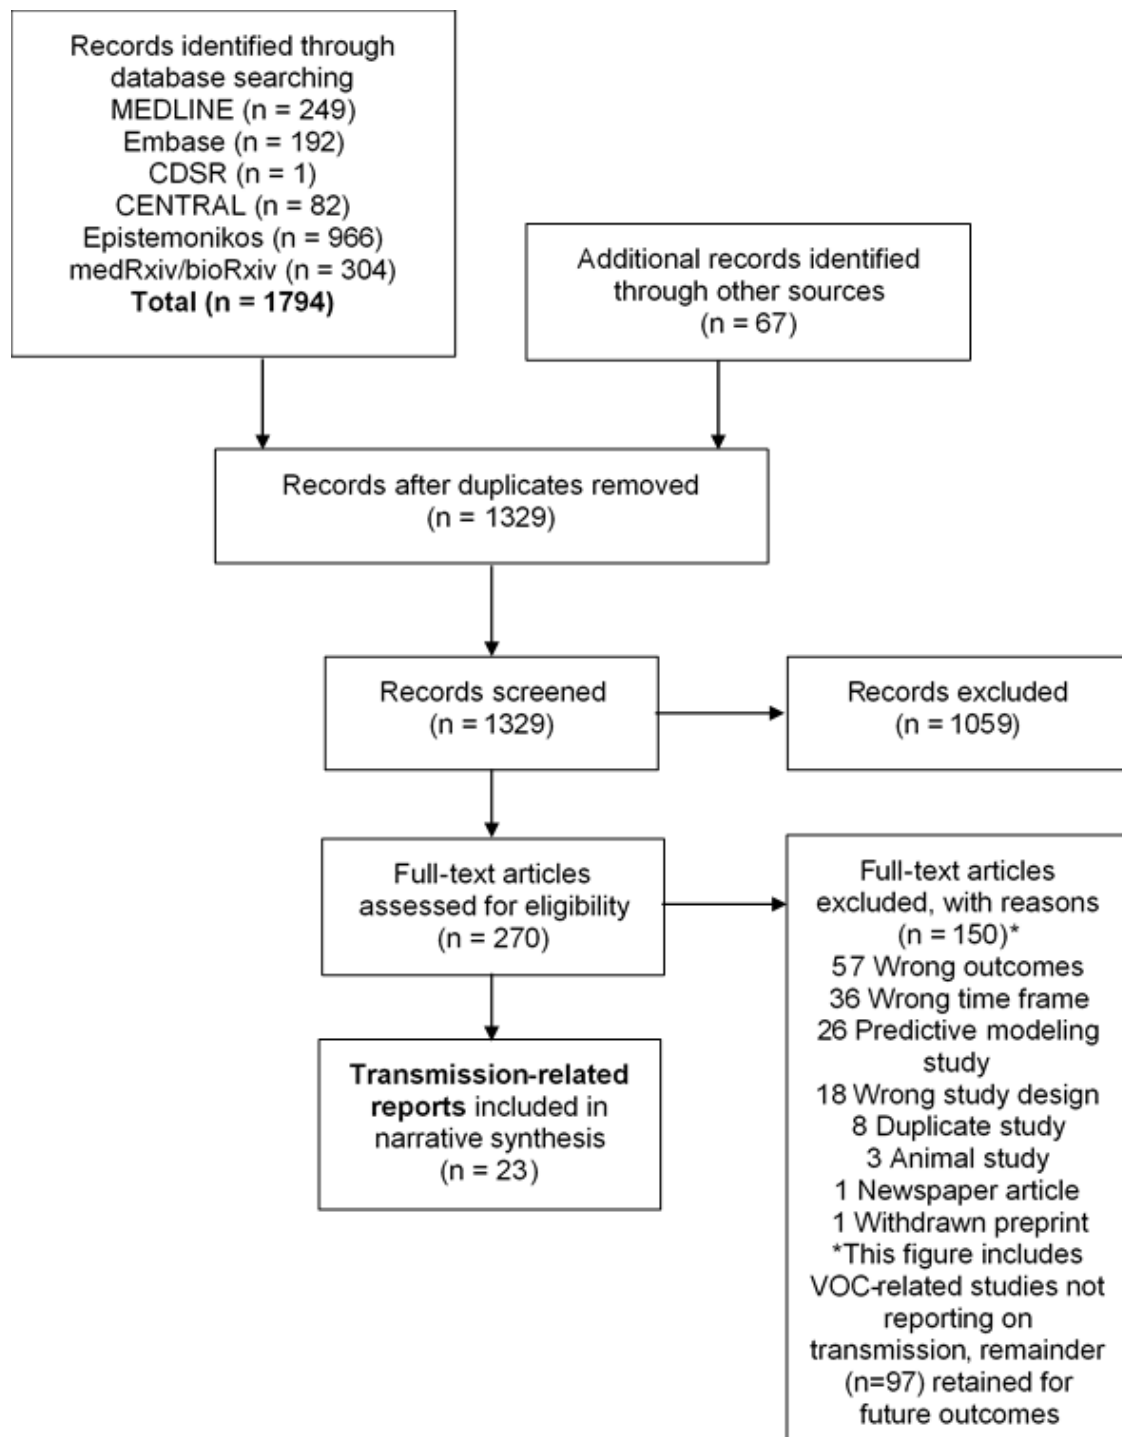 Records identified through
database searching
MEDLINE (n = 249)
Embase (n = 192)
CDSR (n = 1)
CENTRAL (n = 82)
Epistemonikos (n = 966)
medRxiv/bioRxiv (n = 304)
Total (n = 1794)
Additional records identified
through other sources
(n = 67)
Records after duplicates removed
(n = 1329)
Records screened
(n = 1329)
Records excluded
(n = 1059)
Full-text articles
assessed for eligibility
(n = 270)
Full-text articles
excluded, with reasons
(n = 150)*
57 Wrong outcomes
36 Wrong time frame
26 Predictive modeling
study
18 Wrong study design
8 Duplicate study
3 Animal study
1 Newspaper article
1 Withdrawn preprint
*This figure includes
VOC-related studies not
reporting on
transmission, remainder
(n=97) retained for
future outcomes
Transmission-related
reports included in
narrative synthesis
(n = 23)